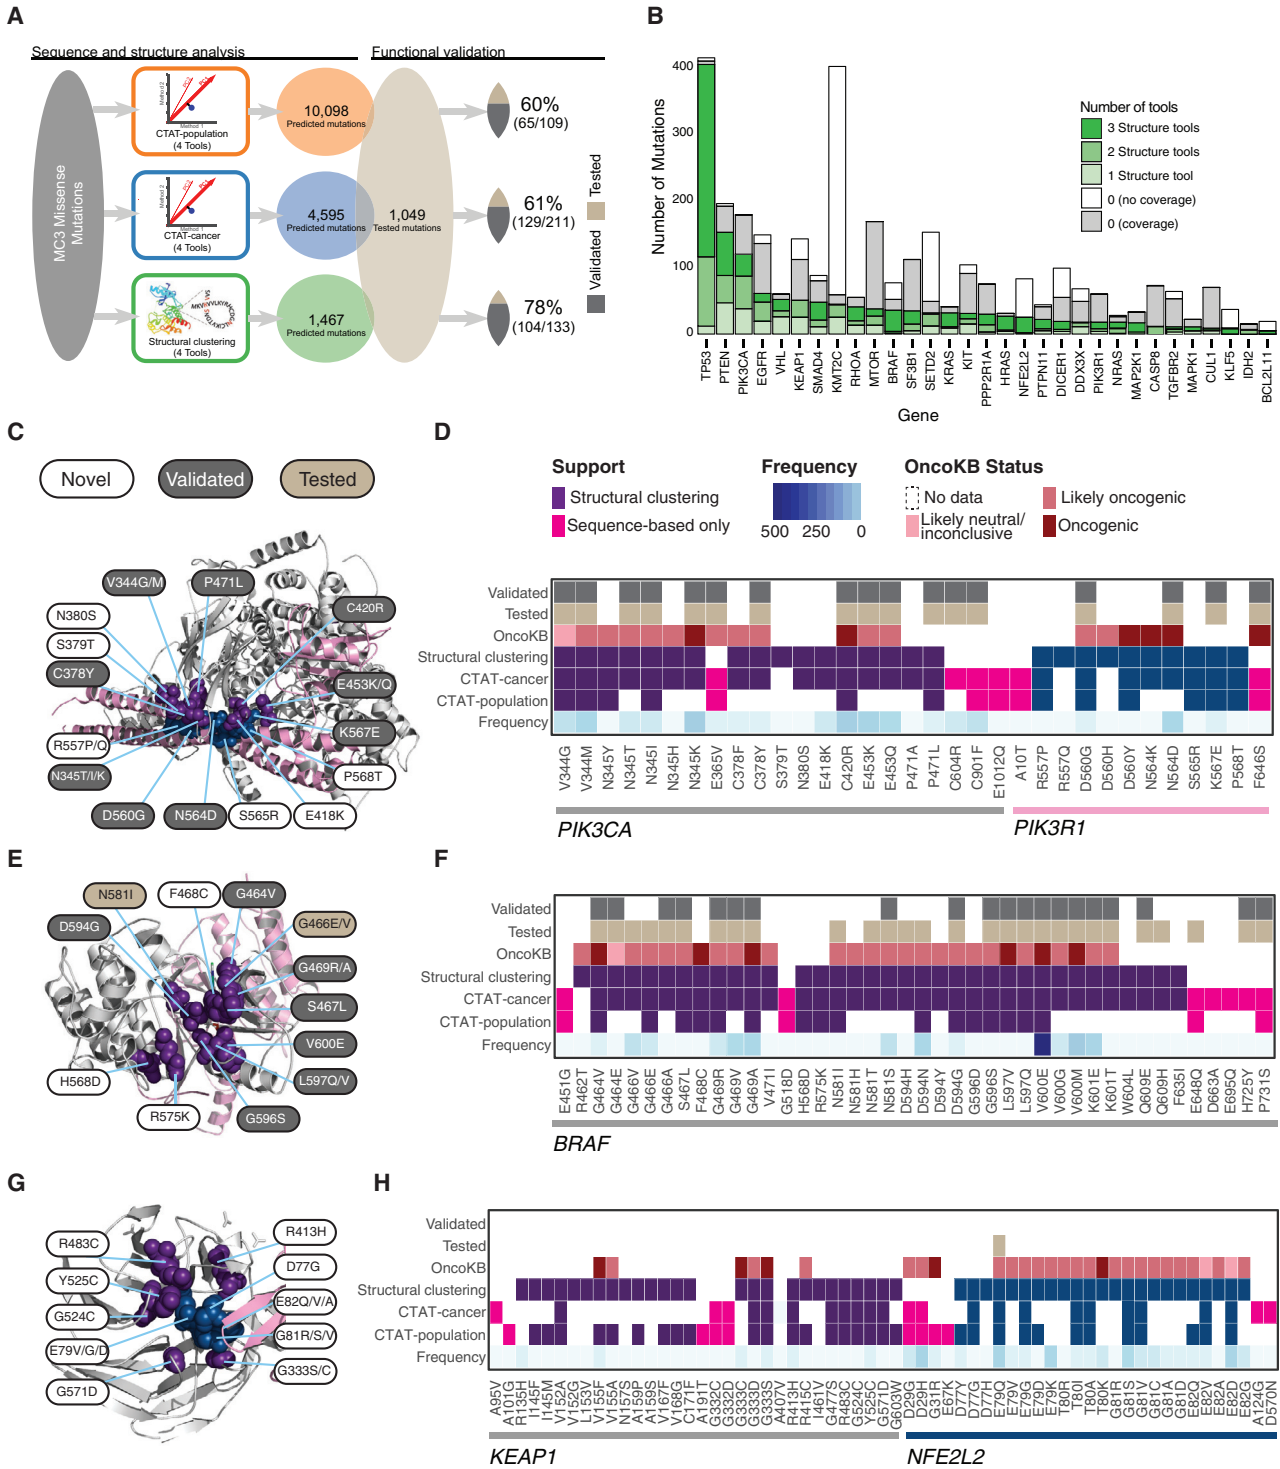 A
Sequence and structure analysis
Functional validation
MC3 Missense
Mutations
Method 2
PC2
PC1
Method 1
CTAT-population
(4 Tools)
10,098
Predicted mutations
60%
(65/109)
Method 2
PC2
PC1
Method 1
CTAT-cancer
(4 Tools)
4,595
Predicted mutations
1,049
Tested mutations
61%
(129/211)
Structural clustering
(4 Tools)
1,467
Predicted mutations
78%
(104/133)
Tested
Validated
B
Number of Mutations
400
300
200
100
0
Number of tools
3 Structure tools
2 Structure tools
1 Structure tool
0 (no coverage)
0 (coverage)
TP53
PTEN
PIK3CA
EGFR
VHL
KEAP1
SMAD4
KMT2C
RHOA
MTOR
BRAF
SF3B1
SETD2
KRAS
KIT
PPP2R1A
HRAS
NFE2L2
PTPN11
DICER1
DDX3X
PIK3R1
NRAS
MAP2K1
CASP8
TGFBR2
MAPK1
CUL1
KLF5
IDH2
BCL2L11
Gene
C
Novel
Validated
Tested
V344G/M
P471L
N380S
C420R
S379T
C378Y
E453K/Q
R557P/Q
K567E
N345T/I/K
P568T
D560G
N564D
S565R
E418K
D
Support
Structural clustering
Sequence-based only
Frequency
500
250
0
OncoKB Status
No data
Likely neutral/
inconclusive
Likely oncogenic
Oncogenic
Validated
Tested
OncoKB
Structural clustering
CTAT-cancer
CTAT-population
Frequency
V344G
V344M
N345Y
N345T
N345I
N345H
N345K
E365V
C378F
C378Y
S379T
N380S
E418K
C420R
E453K
E453Q
P471A
P471L
C604R
C901F
E1012Q
A10T
R557P
R557Q
D560G
D560H
D560Y
N564K
N564D
S565R
K567E
P568T
F646S
PIK3CA
PIK3R1
E
N581I
F468C
G464V
D594G
G466E/V
G469R/A
S467L
V600E
H568D
L597Q/V
R575K
G596S
F
Validated
Tested
OncoKB
Structural clustering
CTAT-cancer
CTAT-population
Frequency
E451G
R462T
G464V
G464E
G466V
G466E
G466A
S467L
F468C
G469R
G469V
G469A
V471I
G518D
H568D
R575K
N581I
N581H
N581T
N581S
D594H
D594N
D594Y
D594G
G596D
G596S
L597V
L597Q
V600E
V600G
V600M
K601E
K601T
W604L
Q609E
Q609H
F635I
E648Q
D663A
E695Q
H725Y
P731S
BRAF
G
R483C
R413H
Y525C
D77G
G524C
E82Q/V/A
E79V/G/D
G81R/S/V
G571D
G333S/C
H
Validated
Tested
OncoKB
Structural clustering
CTAT-cancer
CTAT-population
Frequency
A95V
A101G
R135H
I145F
I145M
V152A
V152G
L153V
V155F
V155A
N157S
A159P
A159S
V167F
V168G
C171F
A191T
G332C
G332D
G333C
G333S
A407V
R413H
R415C
I461V
G477S
R483C
G524C
Y525C
G571D
G603W
D29G
D29H
G31R
E67K
D77Y
D77G
D77H
E79Q
E79V
E79G
E79D
E79K
T80R
T80I
T80A
T80K
G81R
G81S
G81V
G81C
G81A
G81D
E82Q
E82V
E82A
E82D
E82G
A124G
D570N
KEAP1
NFE2L2